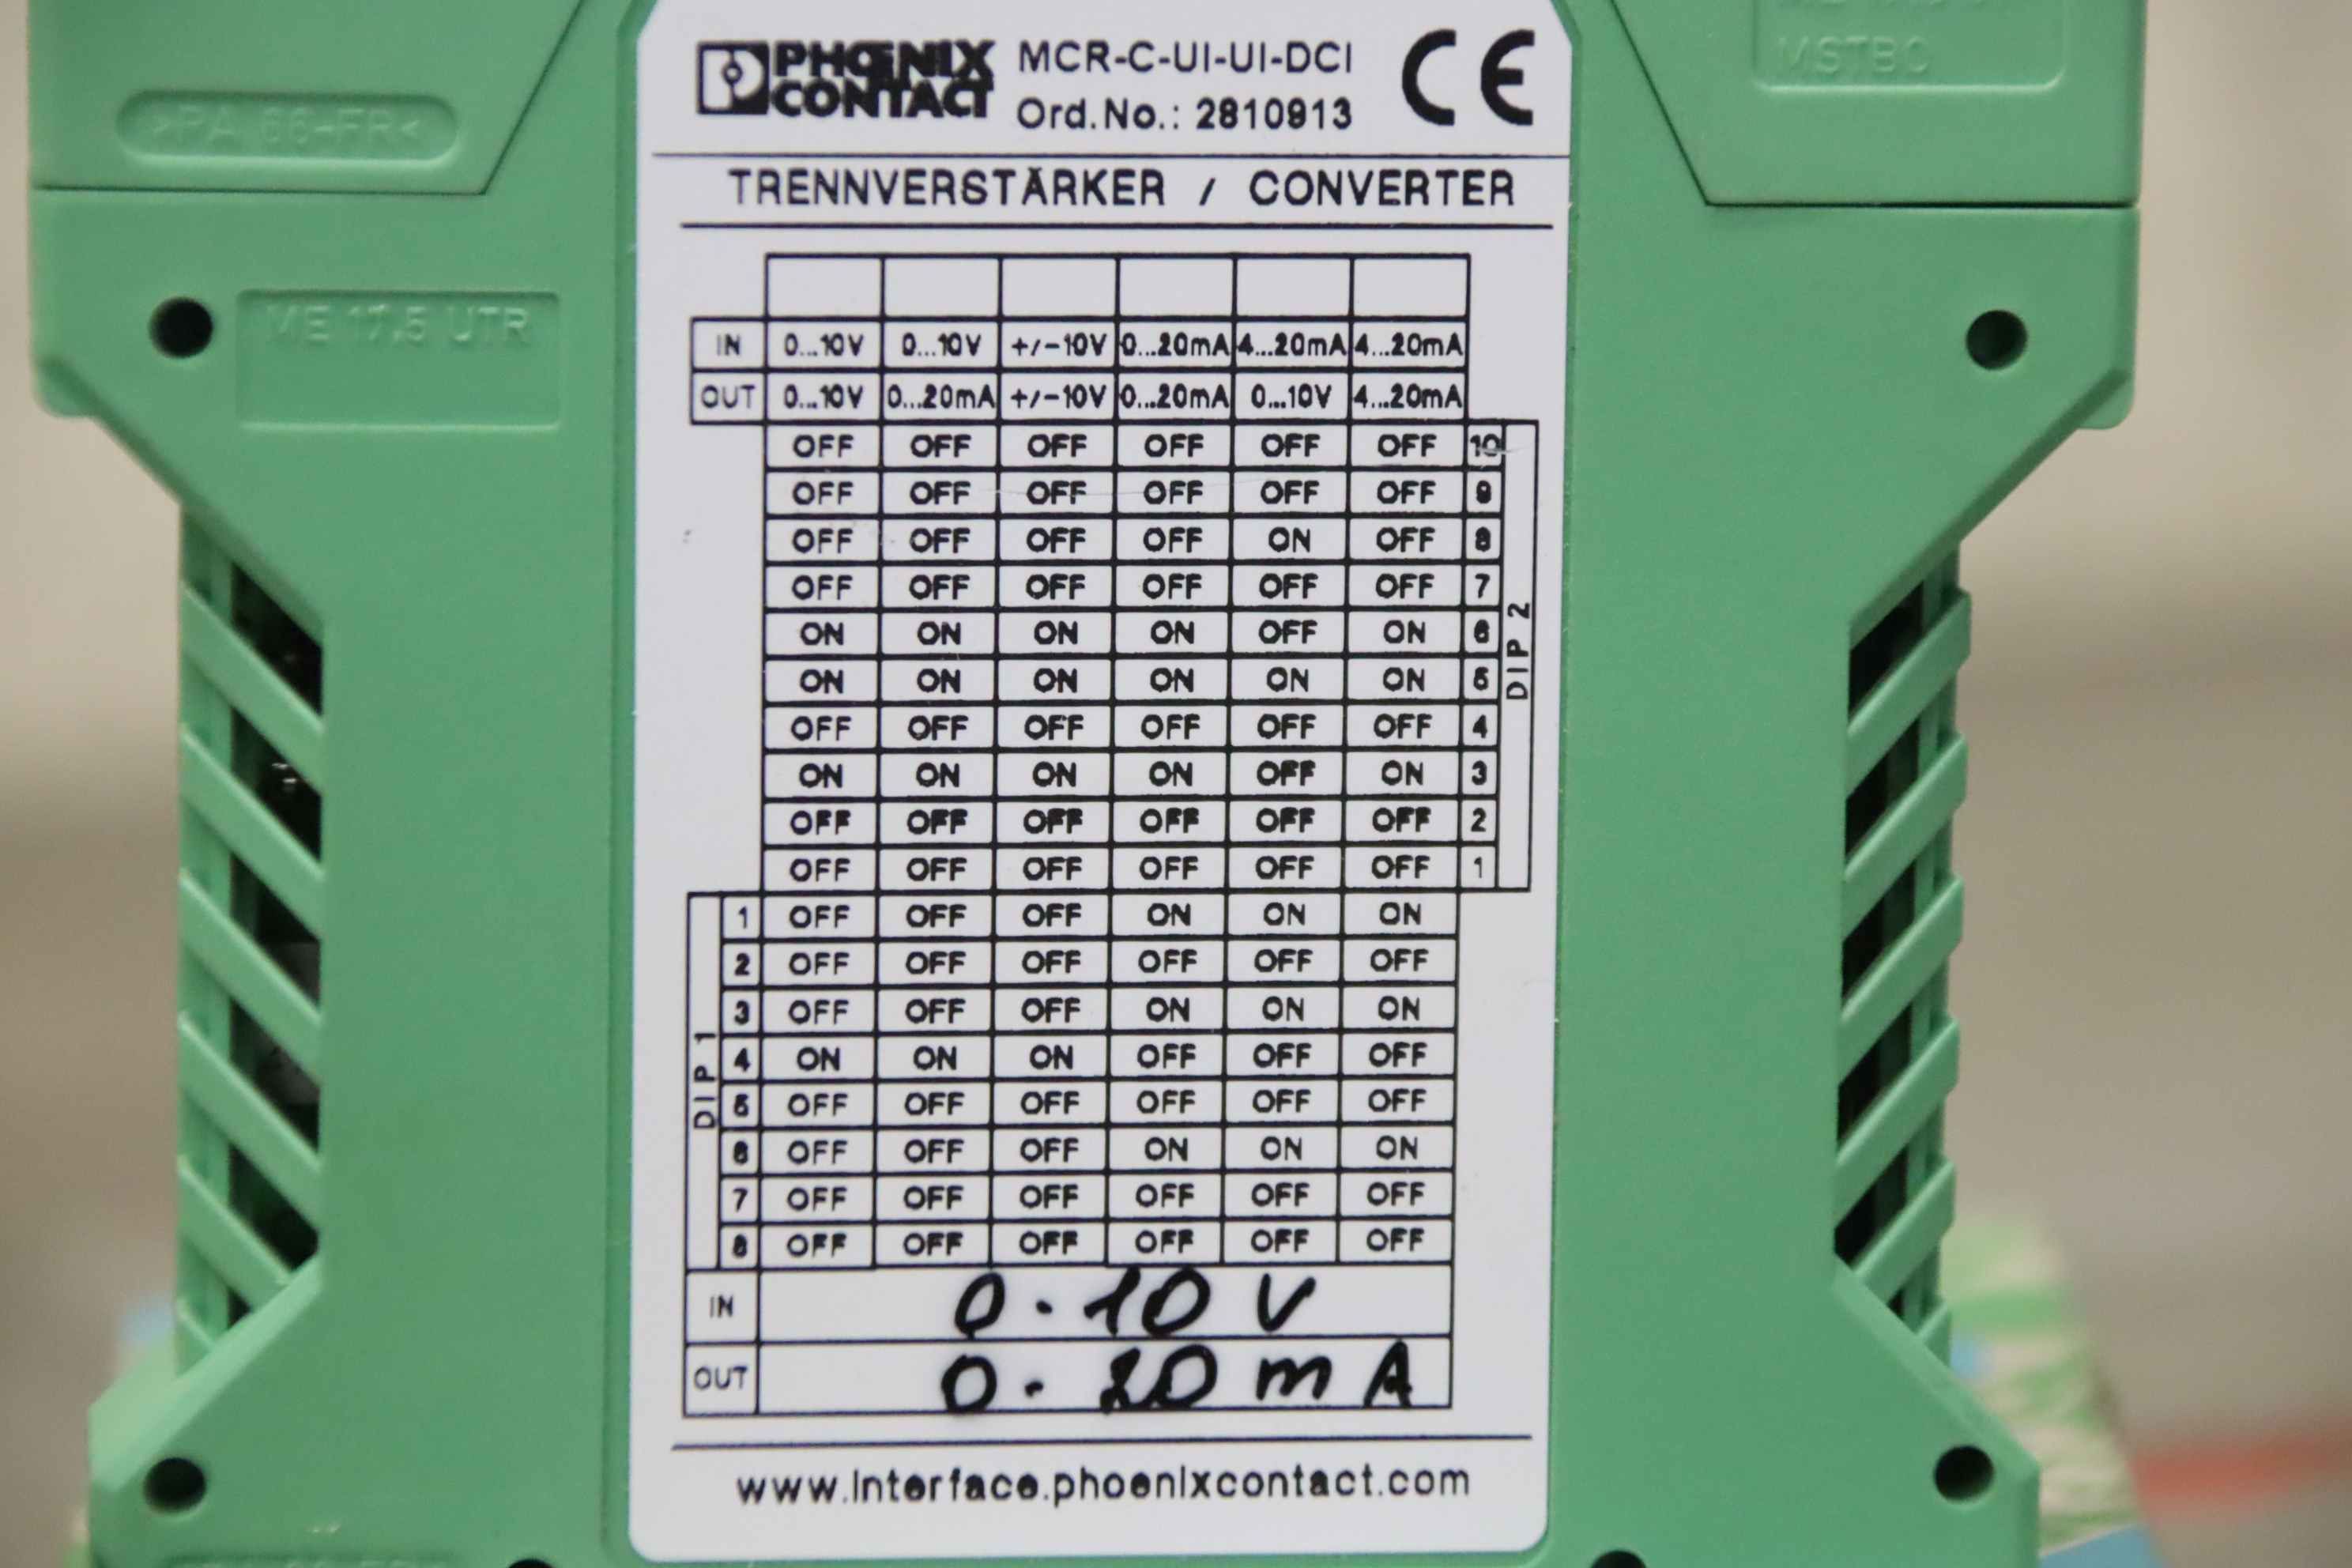 PHOENIX CONTACT
MCR-C-UI-UI-DCI
Ord.No.: 2810913
CE
MSTBC
>PA 66-FR<
TRENNVERSTÄRKER / CONVERTER
ME 17,5 UTR
IN 0...10V 0...10V +/-10V 0...20mA 4...20mA 4...20mA
OUT 0...10V 0...20mA +/-10V 0...20mA 0...10V 4...20mA
OFF OFF OFF OFF OFF OFF 10
OFF OFF OFF OFF OFF OFF 9
OFF OFF OFF OFF ON OFF 8
OFF OFF OFF OFF OFF OFF 7
ON ON ON ON OFF ON 6
ON ON ON ON ON ON 5
OFF OFF OFF OFF OFF OFF 4
ON ON ON ON OFF ON 3
OFF OFF OFF OFF OFF OFF 2
OFF OFF OFF OFF OFF OFF 1
DIP 2
1 OFF OFF OFF ON ON ON
2 OFF OFF OFF OFF OFF OFF
3 OFF OFF OFF ON ON ON
4 ON ON ON OFF OFF OFF
5 OFF OFF OFF OFF OFF OFF
6 OFF OFF OFF ON ON ON
7 OFF OFF OFF OFF OFF OFF
8 OFF OFF OFF OFF OFF OFF
DIP 1
IN 0-10 V
OUT 0-20 mA
www.interface.phoenixcontact.com